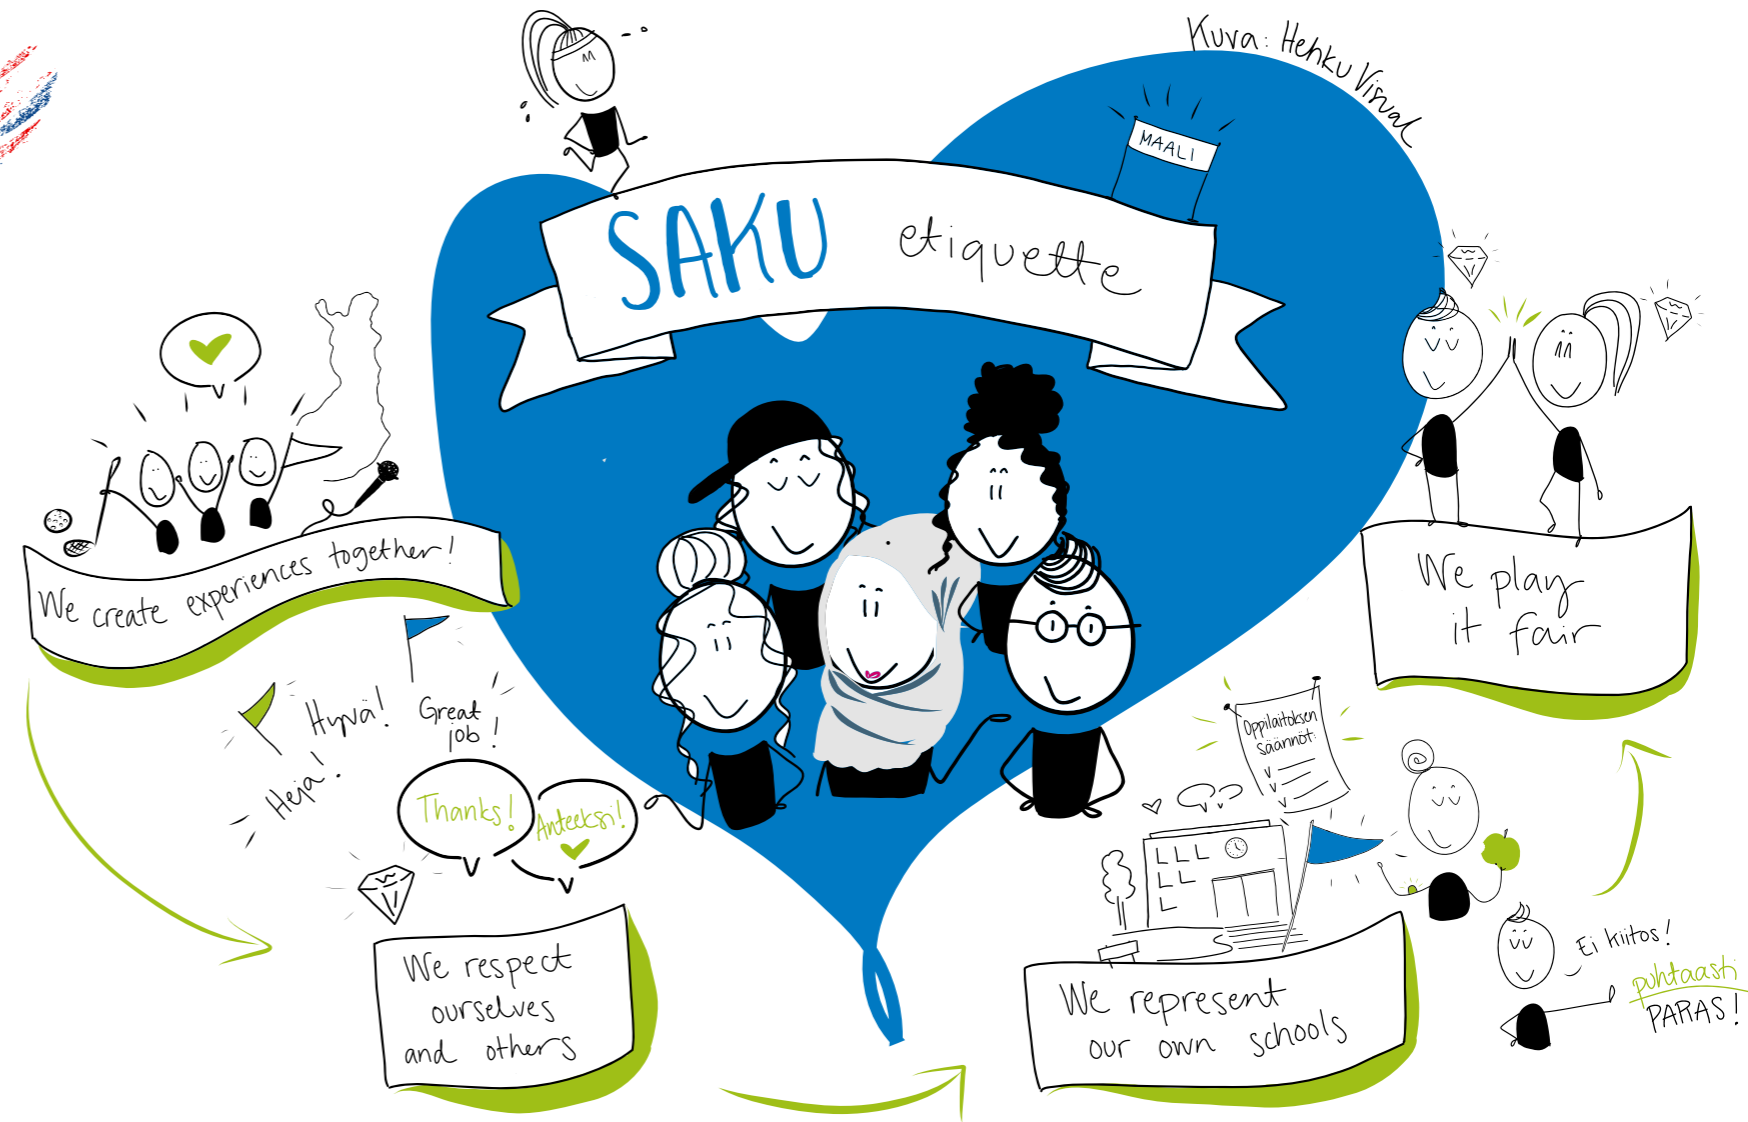 Kuva: Hehku Visual
MAALI
SAKU etiquette
We create experiences together!
Hyvä!
Heja!
Great
job!
Thanks!
Anteeksi!
We respect
ourselves
and others
Oppilaitoksen
säännöt:
We represent
our own schools
Ei kiitos!
puhtaasti
PARAS!
We play
it fair